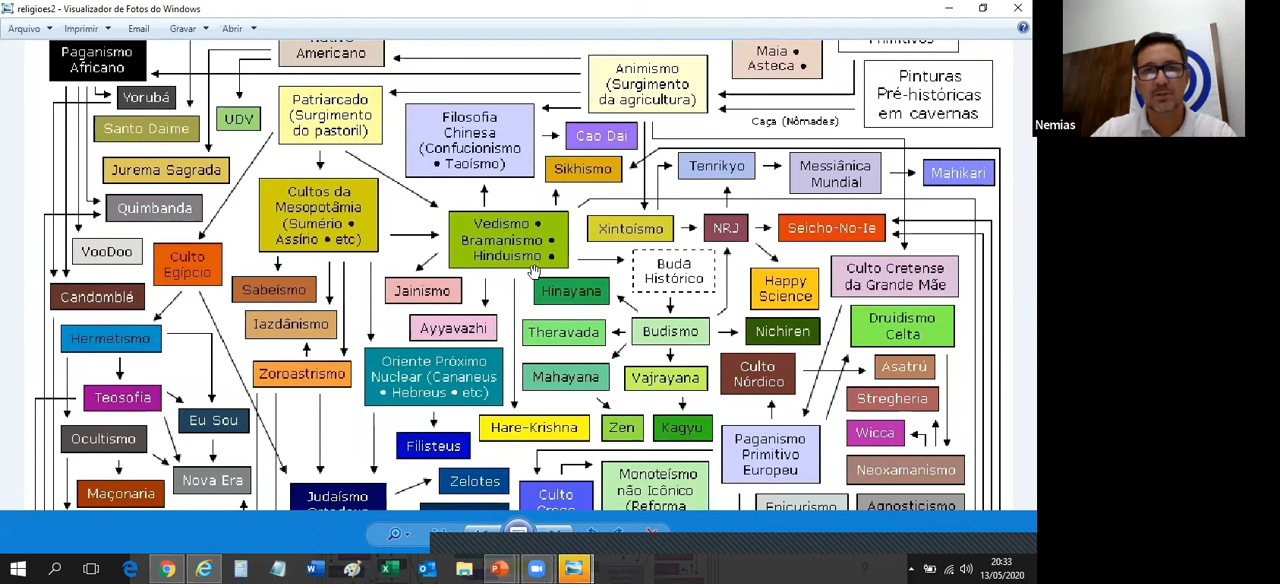 religioes2 - Visualizador de Fotos do Windows
Arquivo
Imprimir
Email
Gravar
Abrir
Paganismo
Africano
Americano
Maia •
Asteca •
Animismo
(Surgimento
da agricultura)
Pinturas
Pré-históricas
em cavernas
Nemias
Yorubá
Patriarcado
(Surgimento
do pastoril)
UDV
Filosofia
Chinesa
(Confucionismo
• Taoísmo)
Cao Dai
Caça (Nômades)
Santo Daime
Jurema Sagrada
Sikhismo
Tenrikyo
Messiânica
Mundial
Mahikari
Cultos da
Mesopotâmia
(Sumério •
Assírio • etc)
Quimbanda
Vedismo •
Bramanismo •
Hinduismo •
Xintoísmo
NRJ
Seicho-No-Ie
VooDoo
Culto
Egípcio
Buda
Histórico
Culto Cretense
da Grande Mãe
Candomblé
Sabeísmo
Jainismo
Hinayana
Happy
Science
Iazdânismo
Ayyavazhi
Theravada
Budismo
Nichiren
Druidismo
Celta
Hermetismo
Zoroastrismo
Oriente Próximo
Nuclear (Cananeus
• Hebreus • etc)
Mahayana
Vajrayana
Culto
Nórdico
Asatrú
Teosofia
Eu Sou
Stregheria
Hare-Krishna
Zen
Kagyu
Wicca
Ocultismo
Filisteus
Paganismo
Primitivo
Europeu
Nova Era
Zelotes
Monoteísmo
não Icônico
(Reforma
Neoxamanismo
Maçonaria
Judaísmo
Culto
Epicurismo
Agnosticismo
20:33
13/05/2020